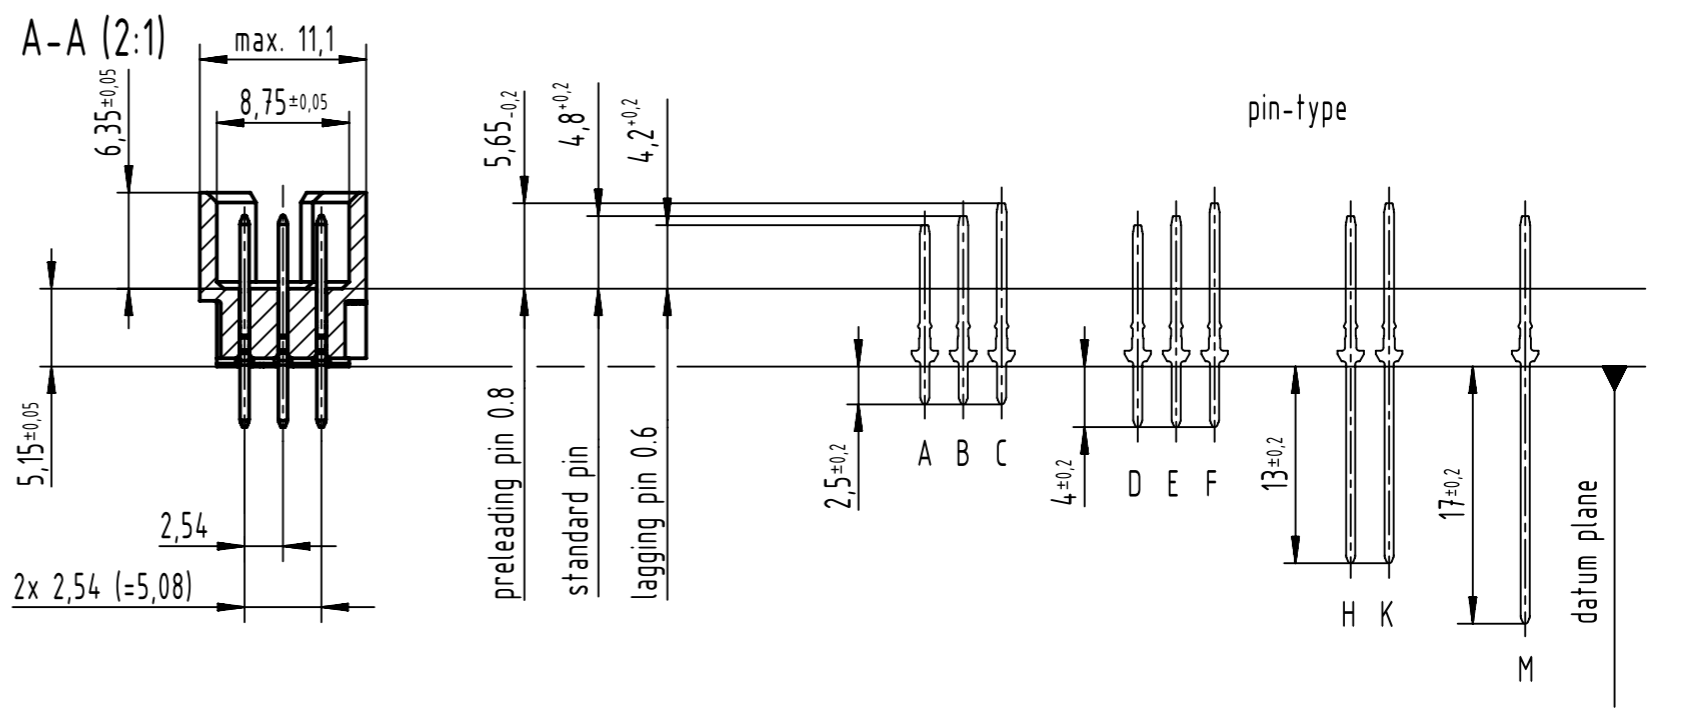 A-A (2:1)
max. 11,1
8,75±0,05
6,35±0,05
5,15±0,05
2,54
2x 2,54 (=5,08)
5,65-0,2
4,8+0,2
4,2+0,2
preleading pin 0.8
standard pin
lagging pin 0.6
pin-type
2,5±0,2
A B C
4±0,2
D E F
13±0,2
H K
17±0,2
M
datum plane